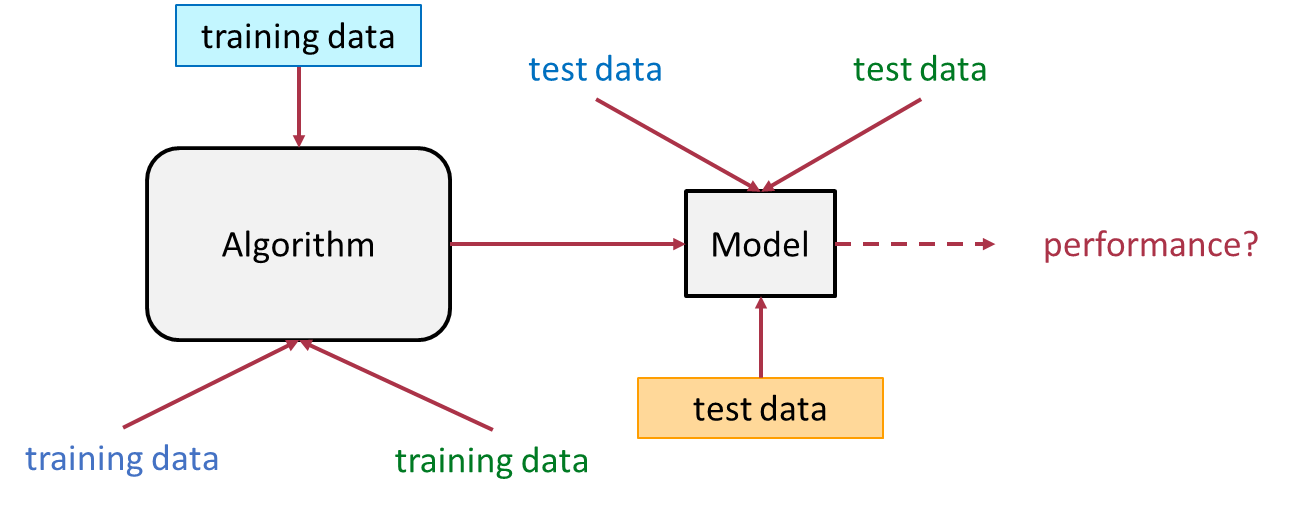 training data
test data
test data
Algorithm
Model
performance?
test data
training data
training data